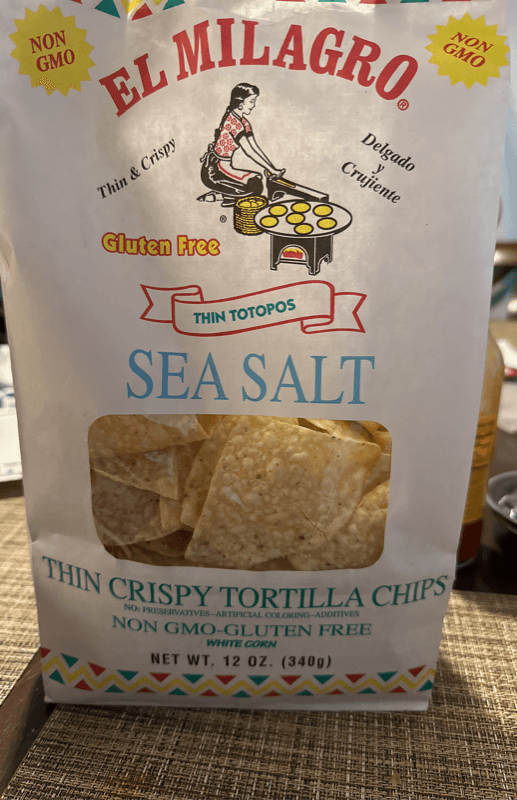 NON
GMO
NON
GMO
EL MILAGRO®
Thin & Crispy
Delgado
y
Crujiente
®
Gluten Free
THIN TOTOPOS
SEA SALT
THIN CRISPY TORTILLA CHIPS
NO: PRESERVATIVES–ARTIFICIAL COLORING–ADDITIVES
NON GMO-GLUTEN FREE
WHITE CORN
NET WT. 12 OZ. (340g)